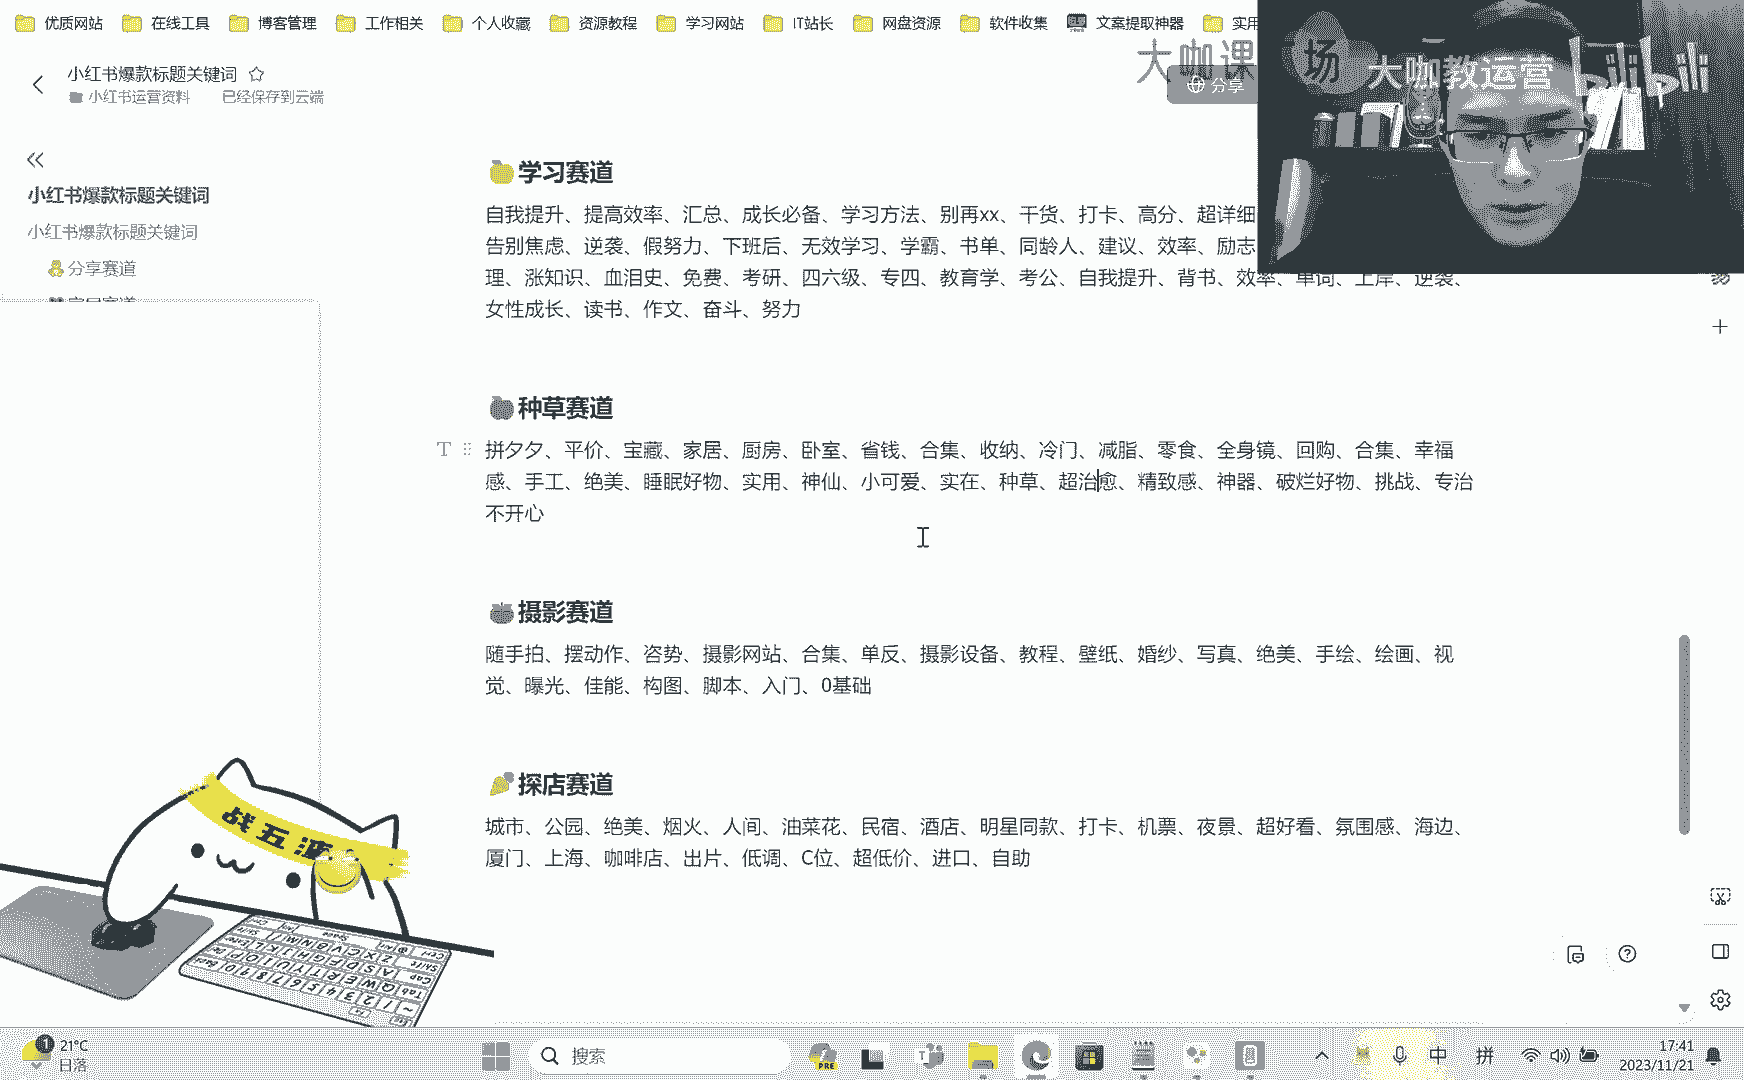 优质网站 在线工具 博客管理 工作相关 个人收藏 资源教程 学习网站 IT站长 网盘资源 软件收集 文案提取神器 实用
大咖课
场
大咖教运营 bilibili
小红书爆款标题关键词
小红书运营资料 已经保存到云端
分享
小红书爆款标题关键词
小红书爆款标题关键词
分享赛道
学习赛道
自我提升、提高效率、汇总、成长必备、学习方法、别再xx、干货、打卡、高分、超详细
告别焦虑、逆袭、假努力、下班后、无效学习、学霸、书单、同龄人、建议、效率、励志
理、涨知识、血泪史、免费、考研、四六级、专四、教育学、考公、自我提升、背书、效率、单词、上岸、逆袭、
女性成长、读书、作文、奋斗、努力
种草赛道
拼夕夕、平价、宝藏、家居、厨房、卧室、省钱、合集、收纳、冷门、减脂、零食、全身镜、回购、合集、幸福
感、手工、绝美、睡眠好物、实用、神仙、小可爱、实在、种草、超治愈、精致感、神器、破烂好物、挑战、专治
不开心
摄影赛道
随手拍、摆动作、咨势、摄影网站、合集、单反、摄影设备、教程、壁纸、婚纱、写真、绝美、手绘、绘画、视
觉、曝光、佳能、构图、脚本、入门、0基础
探店赛道
城市、公园、绝美、烟火、人间、油菜花、民宿、酒店、明星同款、打卡、机票、夜景、超好看、氛围感、海边、
厦门、上海、咖啡店、出片、低调、C位、超低价、进口、自助
战五渣
21°C
日落
搜索
PRE
中 拼
17:41
2023/11/21